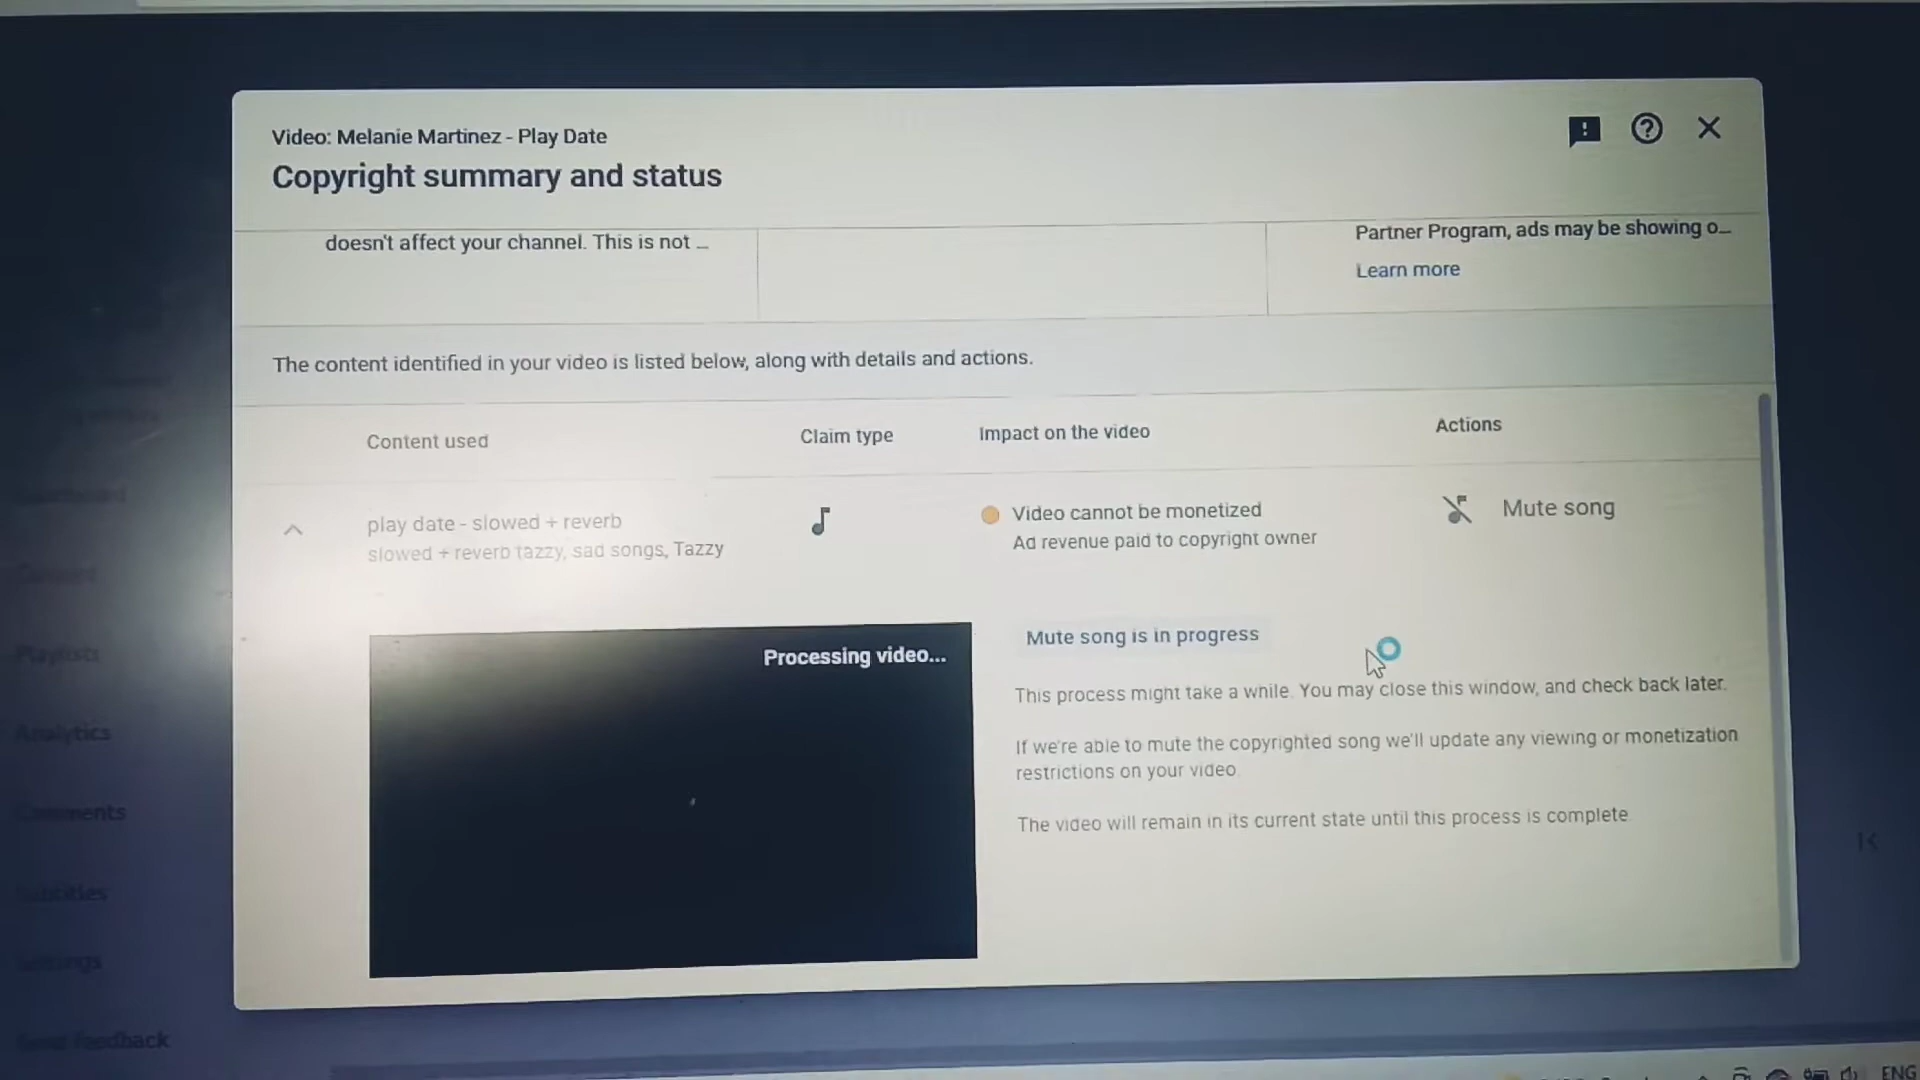 Video: Melanie Martinez - Play Date
Copyright summary and status
doesn't affect your channel. This is not ...
Partner Program, ads may be showing o...
Learn more
The content identified in your video is listed below, along with details and actions.
Content used
Claim type
Impact on the video
Actions
play date - slowed + reverb
slowed + reverb tazzy, sad songs, Tazzy
Video cannot be monetized
Ad revenue paid to copyright owner
Mute song
Processing video...
Mute song is in progress
This process might take a while. You may close this window, and check back later.
If we're able to mute the copyrighted song we'll update any viewing or monetization
restrictions on your video.
The video will remain in its current state until this process is complete
Playlists
Analytics
Comments
Subtitles
Settings
Send feedback
ENG